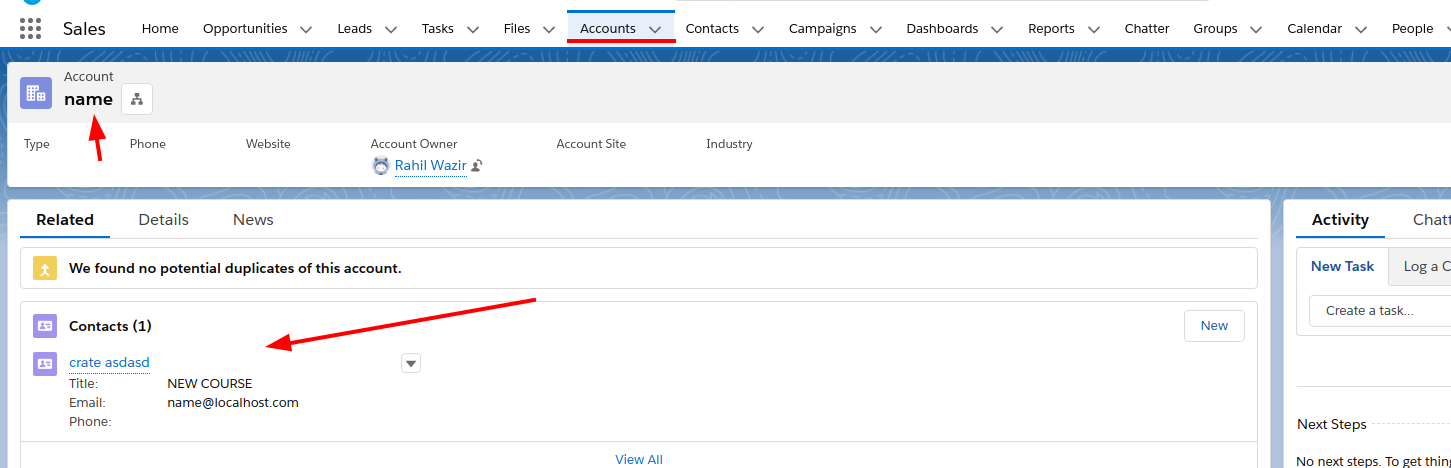 Sales Home Opportunities Leads Tasks Files Accounts Contacts Campaigns Dashboards Reports Chatter Groups Calendar People
Account
name
Type Phone Website Account Owner Account Site Industry
Rahil Wazir
Related Details News
We found no potential duplicates of this account.
Contacts (1) New
crate asdasd
Title: NEW COURSE
Email: name@localhost.com
Phone:
View All
Activity Chatt
New Task Log a C
Create a task...
Next Steps
No next steps. To get thing